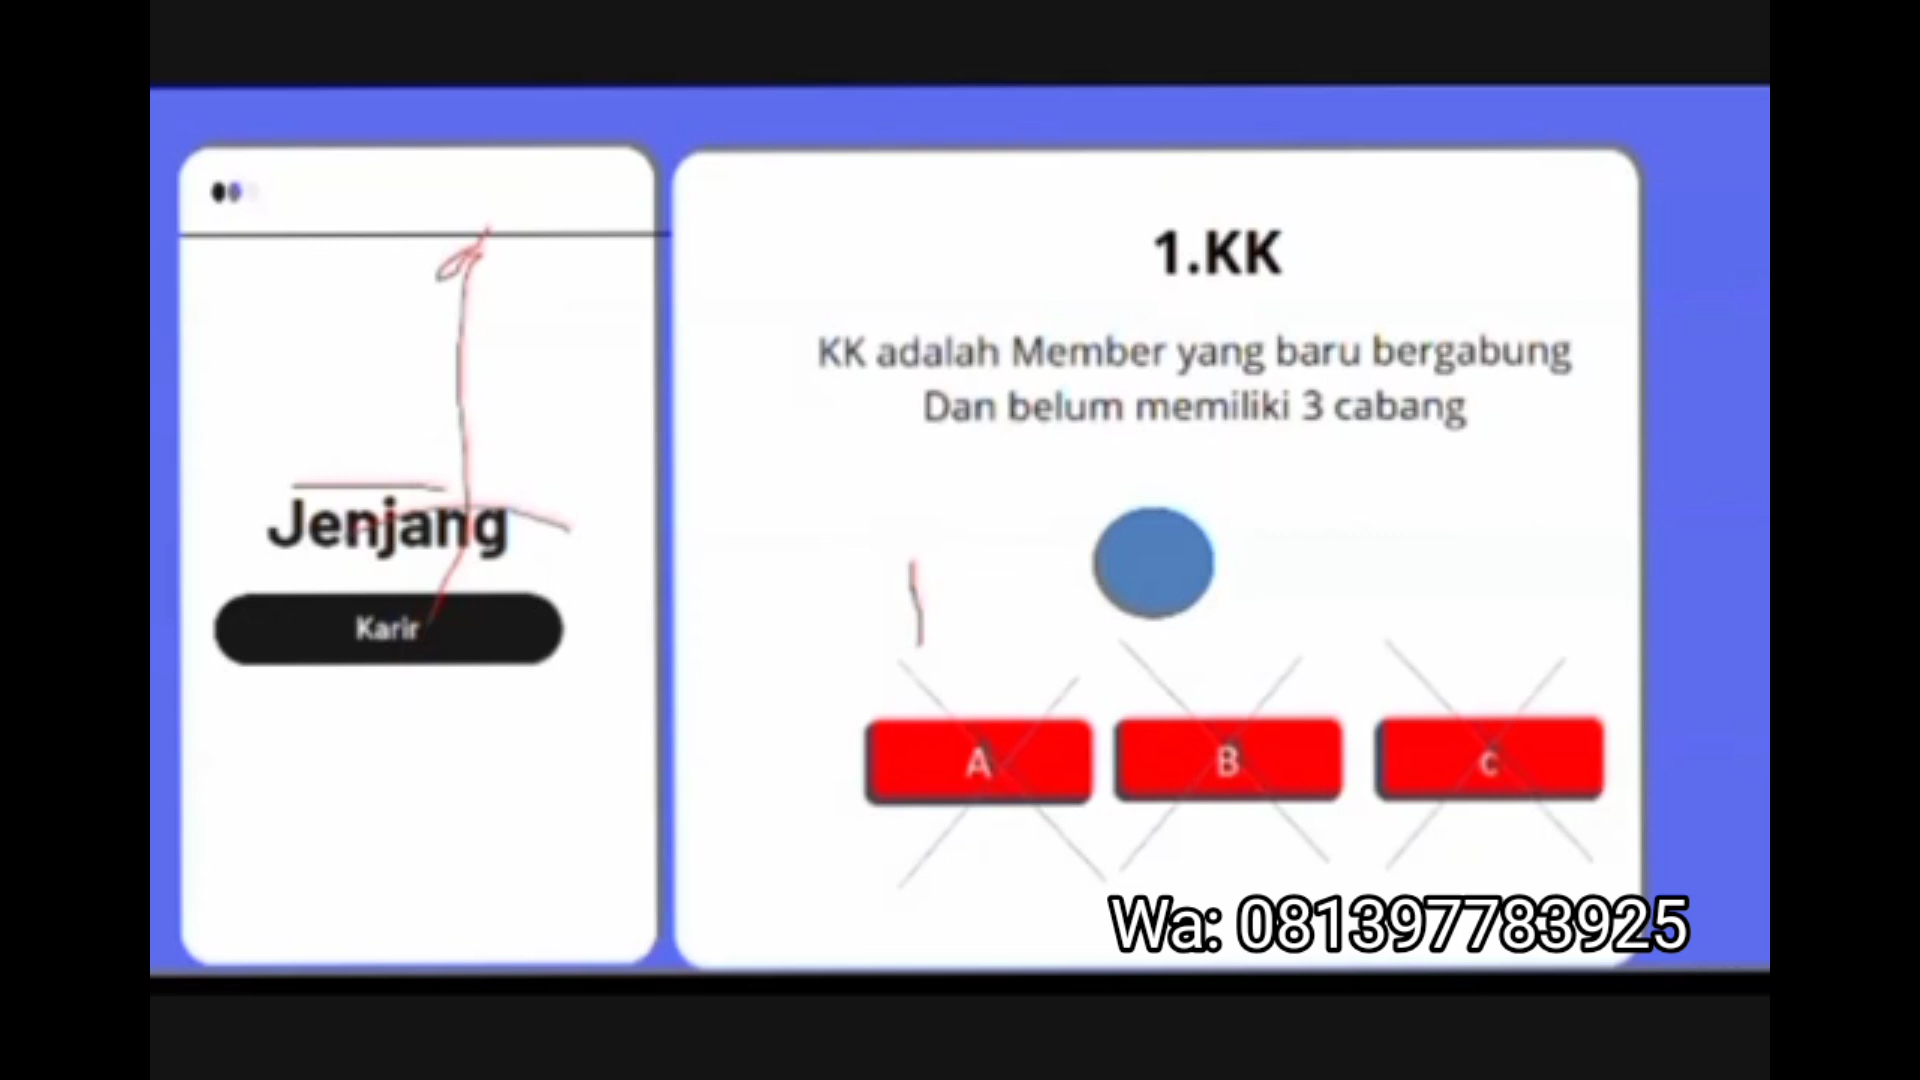 Jenjang
Karir
1.KK
KK adalah Member yang baru bergabung
Dan belum memiliki 3 cabang
A
B
c
Wa: 081397783925